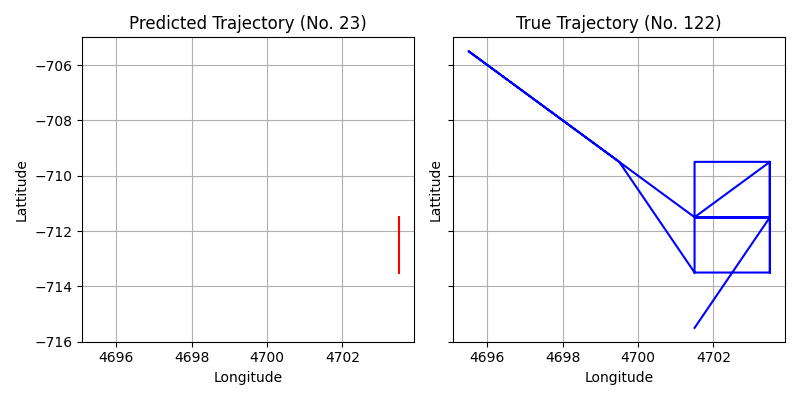 Predicted Trajectory (No. 23)
True Trajectory (No. 122)
Lattitude
−706
−708
−710
−712
−714
−716
4696
4698
4700
4702
Longitude
Lattitude
4696
4698
4700
4702
Longitude